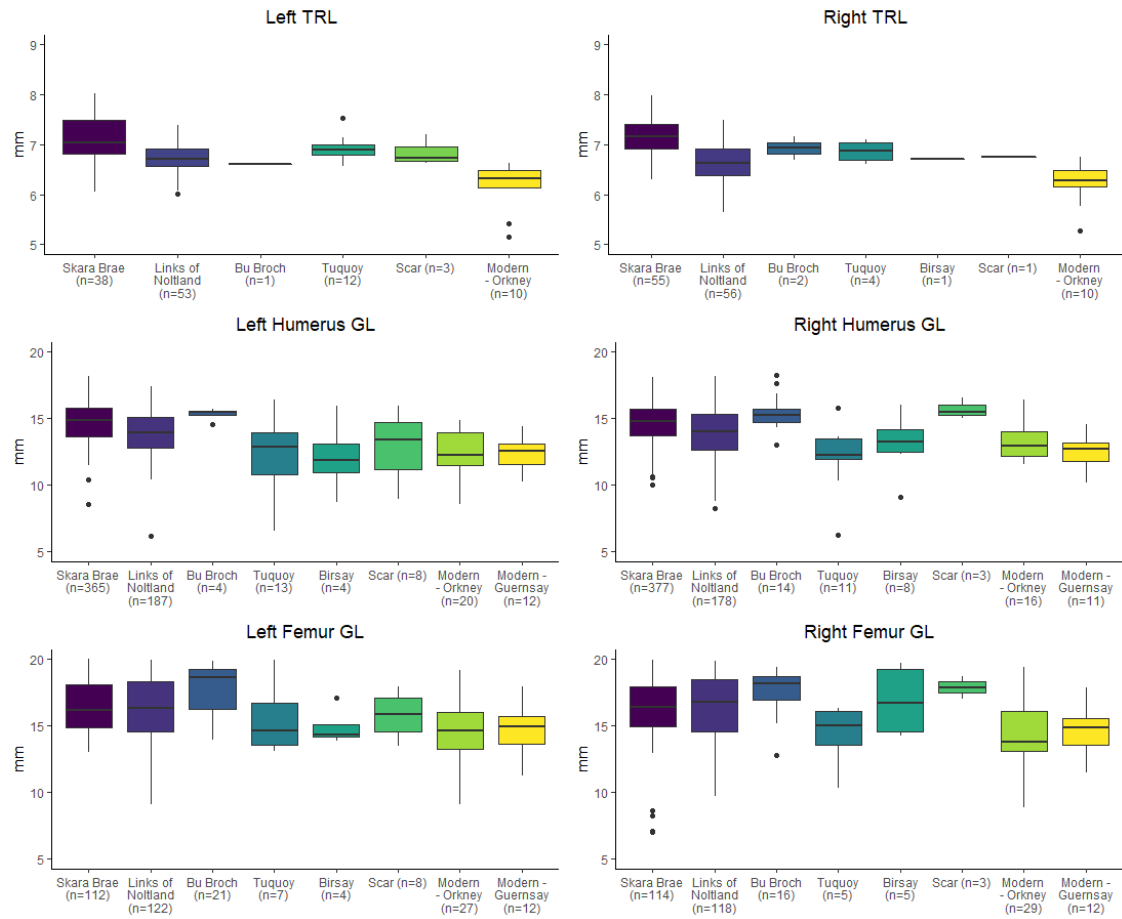 Left TRL
9
8
7
6
5
mm
Skara Brae
(n=38)
Links of
Noltland
(n=53)
Bu Broch
(n=1)
Tuquoy
(n=12)
Scar (n=3)
Modern
- Orkney
(n=10)
Right TRL
9
8
7
6
5
mm
Skara Brae
(n=55)
Links of
Noltland
(n=56)
Bu Broch
(n=2)
Tuquoy
(n=4)
Birsay
(n=1)
Scar (n=1)
Modern
- Orkney
(n=10)
Left Humerus GL
20
15
10
5
mm
Skara Brae
(n=365)
Links of
Noltland
(n=187)
Bu Broch
(n=4)
Tuquoy
(n=13)
Birsay
(n=4)
Scar (n=8)
Modern
- Orkney
(n=20)
Modern -
Guernsay
(n=12)
Right Humerus GL
20
15
10
5
mm
Skara Brae
(n=377)
Links of
Noltland
(n=178)
Bu Broch
(n=14)
Tuquoy
(n=11)
Birsay
(n=8)
Scar (n=3)
Modern
- Orkney
(n=16)
Modern -
Guernsay
(n=11)
Left Femur GL
20
15
10
5
mm
Skara Brae
(n=112)
Links of
Noltland
(n=122)
Bu Broch
(n=21)
Tuquoy
(n=7)
Birsay
(n=4)
Scar (n=8)
Modern
- Orkney
(n=27)
Modern -
Guernsay
(n=12)
Right Femur GL
20
15
10
5
mm
Skara Brae
(n=114)
Links of
Noltland
(n=118)
Bu Broch
(n=16)
Tuquoy
(n=5)
Birsay
(n=5)
Scar (n=3)
Modern
- Orkney
(n=29)
Modern -
Guernsay
(n=12)